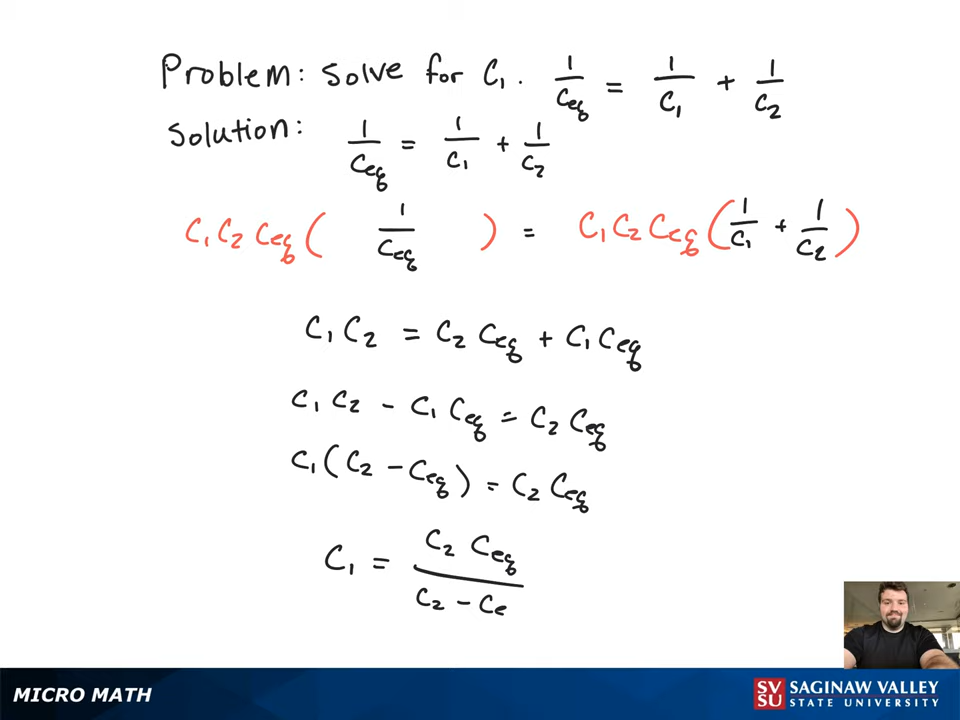 Problem: Solve for C₁. 1/Ceq = 1/C₁ + 1/C₂
Solution: 1/Ceq = 1/C₁ + 1/C₂
C₁C₂Ceq( 1/Ceq ) = C₁C₂Ceq(1/C₁ + 1/C₂)
C₁C₂ = C₂Ceq + C₁Ceq
C₁C₂ - C₁Ceq = C₂Ceq
C₁(C₂ - Ceq) = C₂Ceq
C₁ = C₂Ceq / C₂ - Ce
MICRO MATH
SVSU SAGINAW VALLEY
STATE UNIVERSITY